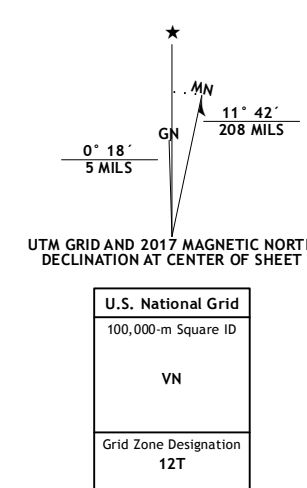 ★
MN
11° 42´
208 MILS
GN
0° 18´
5 MILS
UTM GRID AND 2017 MAGNETIC NORTH
DECLINATION AT CENTER OF SHEET
U.S. National Grid
100,000-m Square ID
VN
Grid Zone Designation
12T